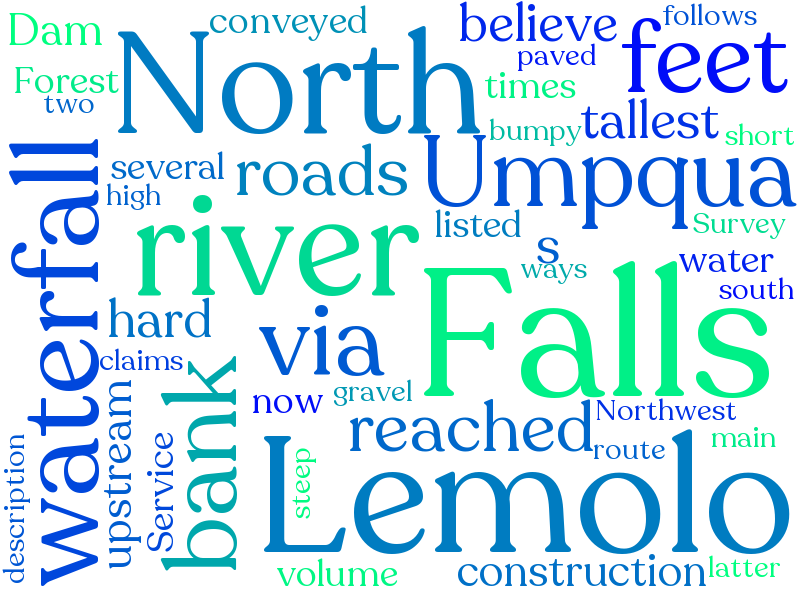 Dam
conveyed
believe
follows
North
paved
feet
Forest
times
two
bumpy
tallest
short
several
roads
Umpqua
high
waterfall
river
listed
Survey
s
water
ways
south
hard
via
Falls
claims
bank
now
gravel
upstream
reached
Northwest
Service
route
main
description
steep
Lemolo
volume
construction
latter